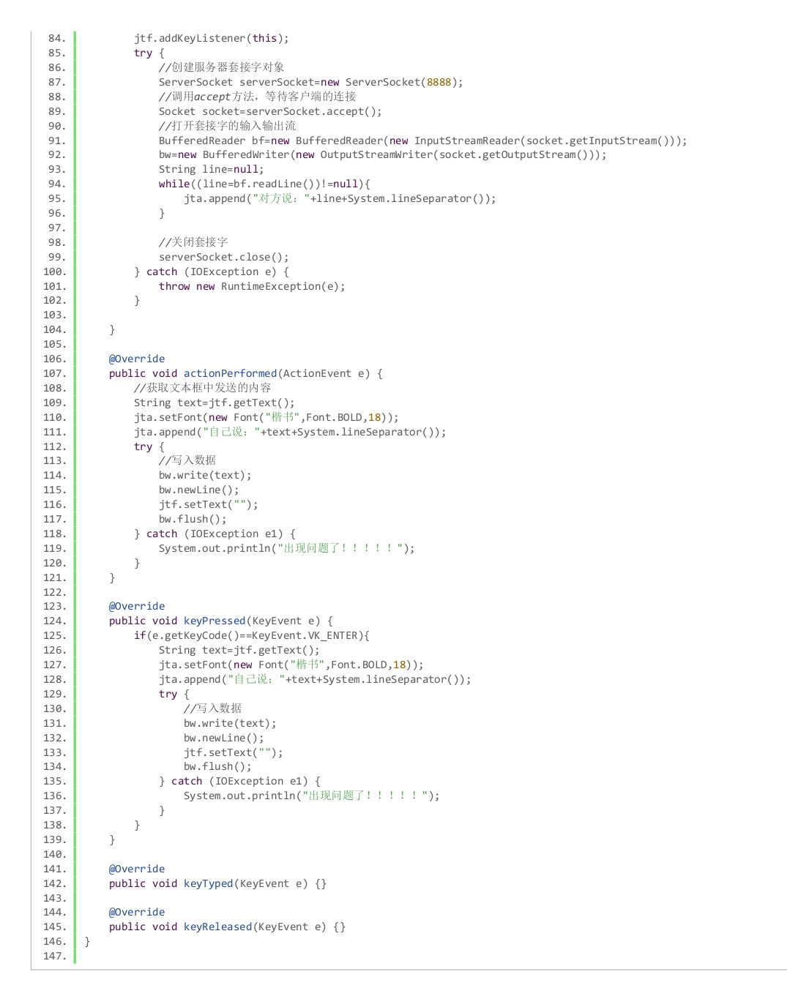 84. jtf.addKeyListener(this);
85. try {
86. //创建服务器套接字对象
87. ServerSocket serverSocket=new ServerSocket(8888);
88. //调用accept方法，等待客户端的连接
89. Socket socket=serverSocket.accept();
90. //打开套接字的输入输出流
91. BufferedReader bf=new BufferedReader(new InputStreamReader(socket.getInputStream()));
92. bw=new BufferedWriter(new OutputStreamWriter(socket.getOutputStream()));
93. String line=null;
94. while((line=bf.readLine())!=null){
95. jta.append("对方说："+line+System.lineSeparator());
96. }
97.
98. //关闭套接字
99. serverSocket.close();
100. } catch (IOException e) {
101. throw new RuntimeException(e);
102. }
103.
104. }
105.
106. @Override
107. public void actionPerformed(ActionEvent e) {
108. //获取文本框中发送的内容
109. String text=jtf.getText();
110. jta.setFont(new Font("楷书",Font.BOLD,18));
111. jta.append("自己说："+text+System.lineSeparator());
112. try {
113. //写入数据
114. bw.write(text);
115. bw.newLine();
116. jtf.setText("");
117. bw.flush();
118. } catch (IOException e1) {
119. System.out.println("出现问题了！！！！！");
120. }
121. }
122.
123. @Override
124. public void keyPressed(KeyEvent e) {
125. if(e.getKeyCode()==KeyEvent.VK_ENTER){
126. String text=jtf.getText();
127. jta.setFont(new Font("楷书",Font.BOLD,18));
128. jta.append("自己说："+text+System.lineSeparator());
129. try {
130. //写入数据
131. bw.write(text);
132. bw.newLine();
133. jtf.setText("");
134. bw.flush();
135. } catch (IOException e1) {
136. System.out.println("出现问题了！！！！！");
137. }
138. }
139. }
140.
141. @Override
142. public void keyTyped(KeyEvent e) {}
143.
144. @Override
145. public void keyReleased(KeyEvent e) {}
146. }
147.